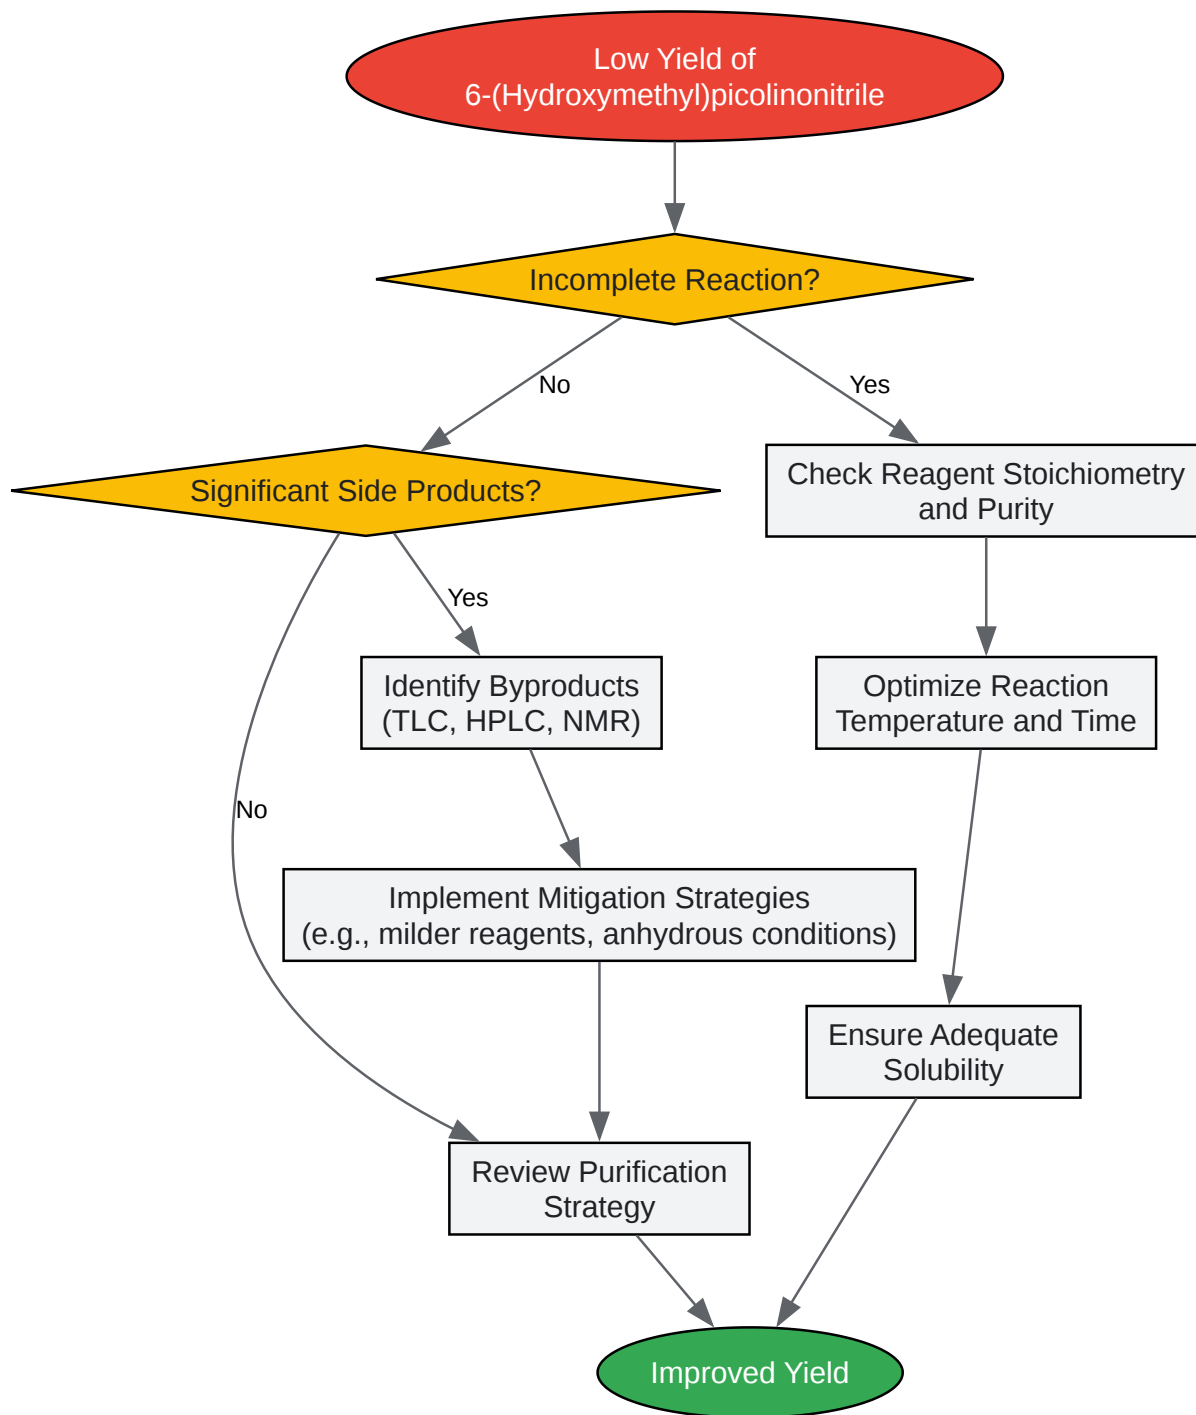 Low Yield of
6-(Hydroxymethyl)picolinonitrile
Incomplete Reaction?
No
Yes
Significant Side Products?
Check Reagent Stoichiometry
and Purity
Yes
Identify Byproducts
(TLC, HPLC, NMR)
Optimize Reaction
Temperature and Time
No
Implement Mitigation Strategies
(e.g., milder reagents, anhydrous conditions)
Ensure Adequate
Solubility
Review Purification
Strategy
Improved Yield